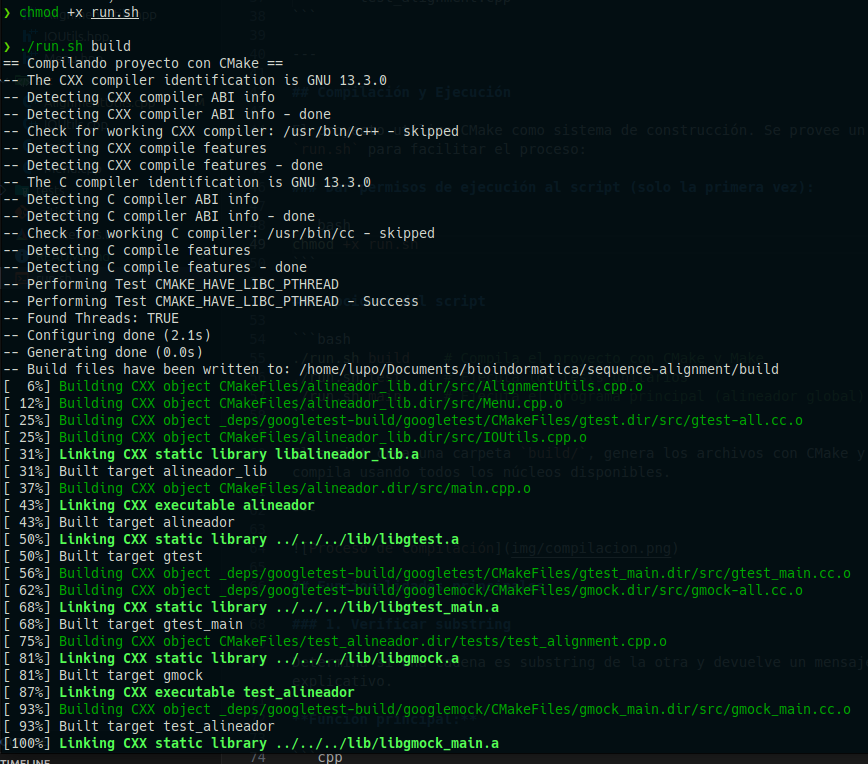 ❯ chmod +x run.sh
❯ ./run.sh build
== Compilando proyecto con CMake ==
-- The CXX compiler identification is GNU 13.3.0
-- Detecting CXX compiler ABI info
-- Detecting CXX compiler ABI info - done
-- Check for working CXX compiler: /usr/bin/c++ - skipped
-- Detecting CXX compile features
-- Detecting CXX compile features - done
-- The C compiler identification is GNU 13.3.0
-- Detecting C compiler ABI info
-- Detecting C compiler ABI info - done
-- Check for working C compiler: /usr/bin/cc - skipped
-- Detecting C compile features
-- Detecting C compile features - done
-- Performing Test CMAKE_HAVE_LIBC_PTHREAD
-- Performing Test CMAKE_HAVE_LIBC_PTHREAD - Success
-- Found Threads: TRUE
-- Configuring done (2.1s)
-- Generating done (0.0s)
-- Build files have been written to: /home/lupo/Documents/bioindormatica/sequence-alignment/build
[  6%] Building CXX object CMakeFiles/alineador_lib.dir/src/AlignmentUtils.cpp.o
[ 12%] Building CXX object CMakeFiles/alineador_lib.dir/src/Menu.cpp.o
[ 25%] Building CXX object _deps/googletest-build/googletest/CMakeFiles/gtest.dir/src/gtest-all.cc.o
[ 25%] Building CXX object CMakeFiles/alineador_lib.dir/src/IOUtils.cpp.o
[ 31%] Linking CXX static library libalineador_lib.a
[ 31%] Built target alineador_lib
[ 37%] Building CXX object CMakeFiles/alineador.dir/src/main.cpp.o
[ 43%] Linking CXX executable alineador
[ 43%] Built target alineador
[ 50%] Linking CXX static library ../../../lib/libgtest.a
[ 50%] Built target gtest
[ 56%] Building CXX object _deps/googletest-build/googletest/CMakeFiles/gtest_main.dir/src/gtest_main.cc.o
[ 62%] Building CXX object _deps/googletest-build/googlemock/CMakeFiles/gmock.dir/src/gmock-all.cc.o
[ 68%] Linking CXX static library ../../../lib/libgtest_main.a
[ 68%] Built target gtest_main
[ 75%] Building CXX object CMakeFiles/test_alineador.dir/tests/test_alignment.cpp.o
[ 81%] Linking CXX static library ../../../lib/libgmock.a
[ 81%] Built target gmock
[ 87%] Linking CXX executable test_alineador
[ 93%] Building CXX object _deps/googletest-build/googlemock/CMakeFiles/gmock_main.dir/src/gmock_main.cc.o
[ 93%] Built target test_alineador
[100%] Linking CXX static library ../../../lib/libgmock_main.a
74 cpp